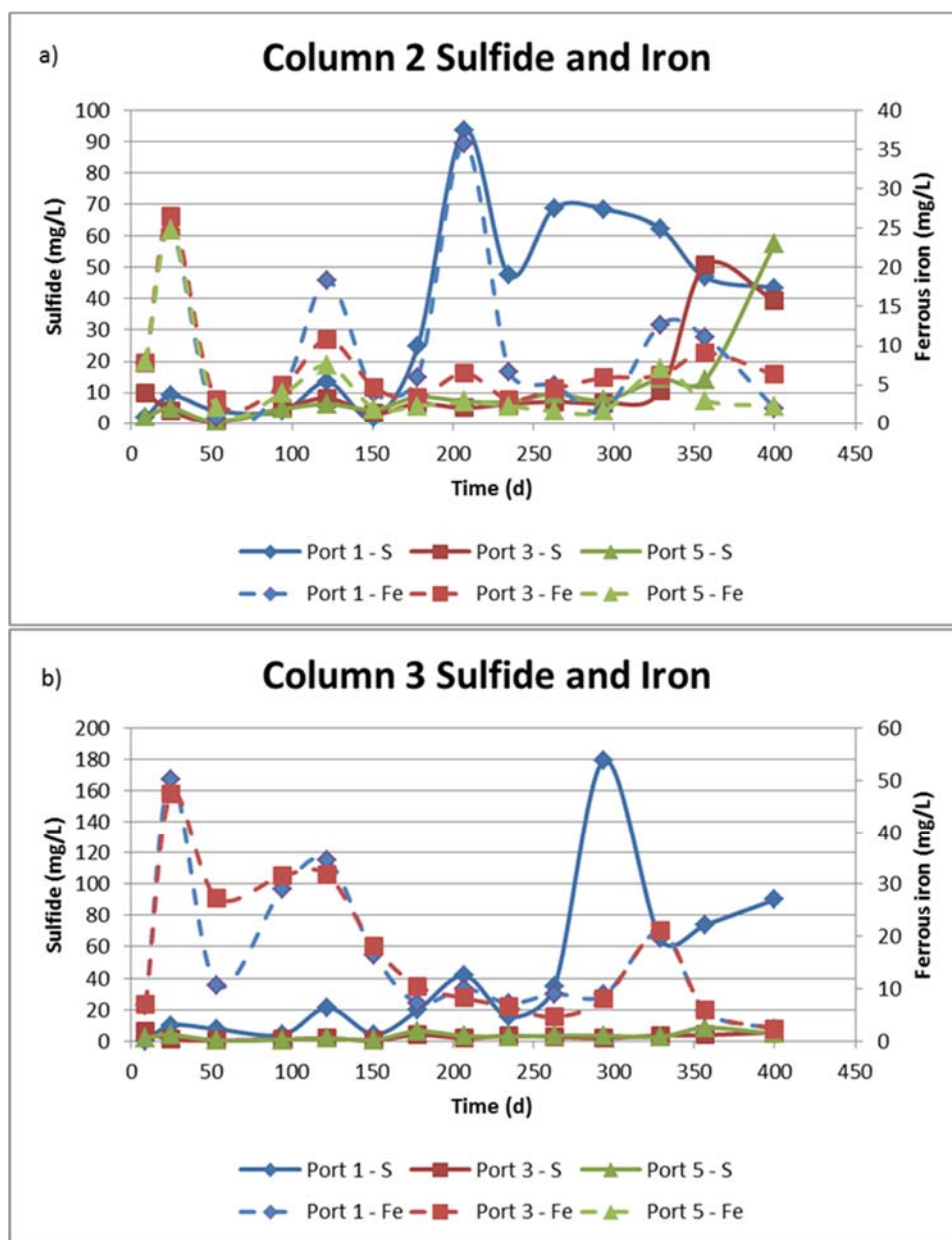 a)
Column 2 Sulfide and Iron
100
90
80
70
60
50
40
30
20
10
0
Sulfide (mg/L)
40
35
30
25
20
15
10
5
0
Ferrous iron (mg/L)
0 50 100 150 200 250 300 350 400 450
Time (d)
Port 1 - S Port 3 - S Port 5 - S
Port 1 - Fe Port 3 - Fe Port 5 - Fe
b)
Column 3 Sulfide and Iron
200
180
160
140
120
100
80
60
40
20
0
Sulfide (mg/L)
60
50
40
30
20
10
0
Ferrous iron (mg/L)
0 50 100 150 200 250 300 350 400 450
Time (d)
Port 1 - S Port 3 - S Port 5 - S
Port 1 - Fe Port 3 - Fe Port 5 - Fe